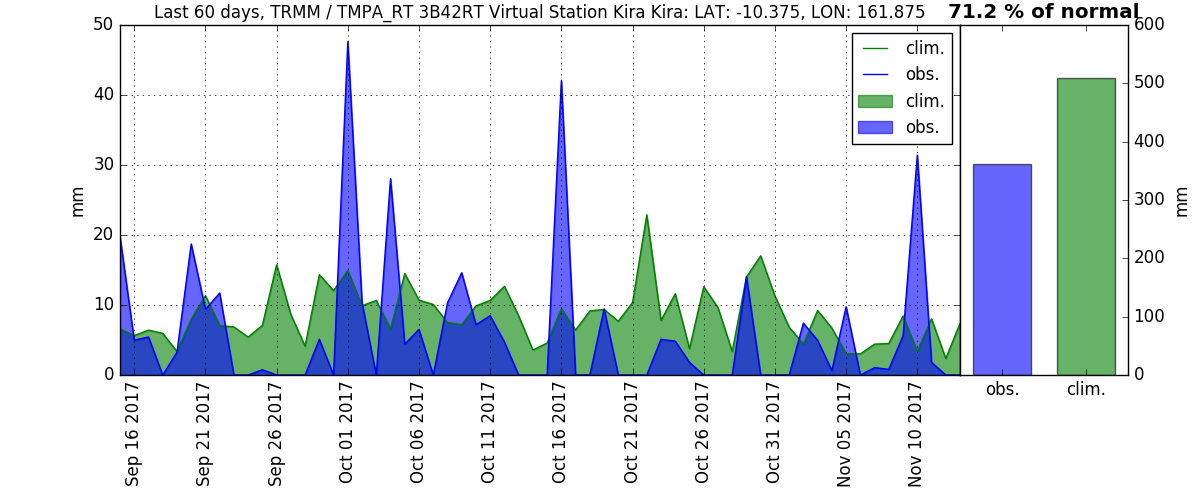 Last 60 days, TRMM / TMPA_RT 3B42RT Virtual Station Kira Kira: LAT: -10.375, LON: 161.875
71.2 % of normal
50
40
30
20
10
0
mm
clim.
obs.
clim.
obs.
600
500
400
300
200
100
0
mm
obs.
clim.
Sep 16 2017
Sep 21 2017
Sep 26 2017
Oct 01 2017
Oct 06 2017
Oct 11 2017
Oct 16 2017
Oct 21 2017
Oct 26 2017
Oct 31 2017
Nov 05 2017
Nov 10 2017